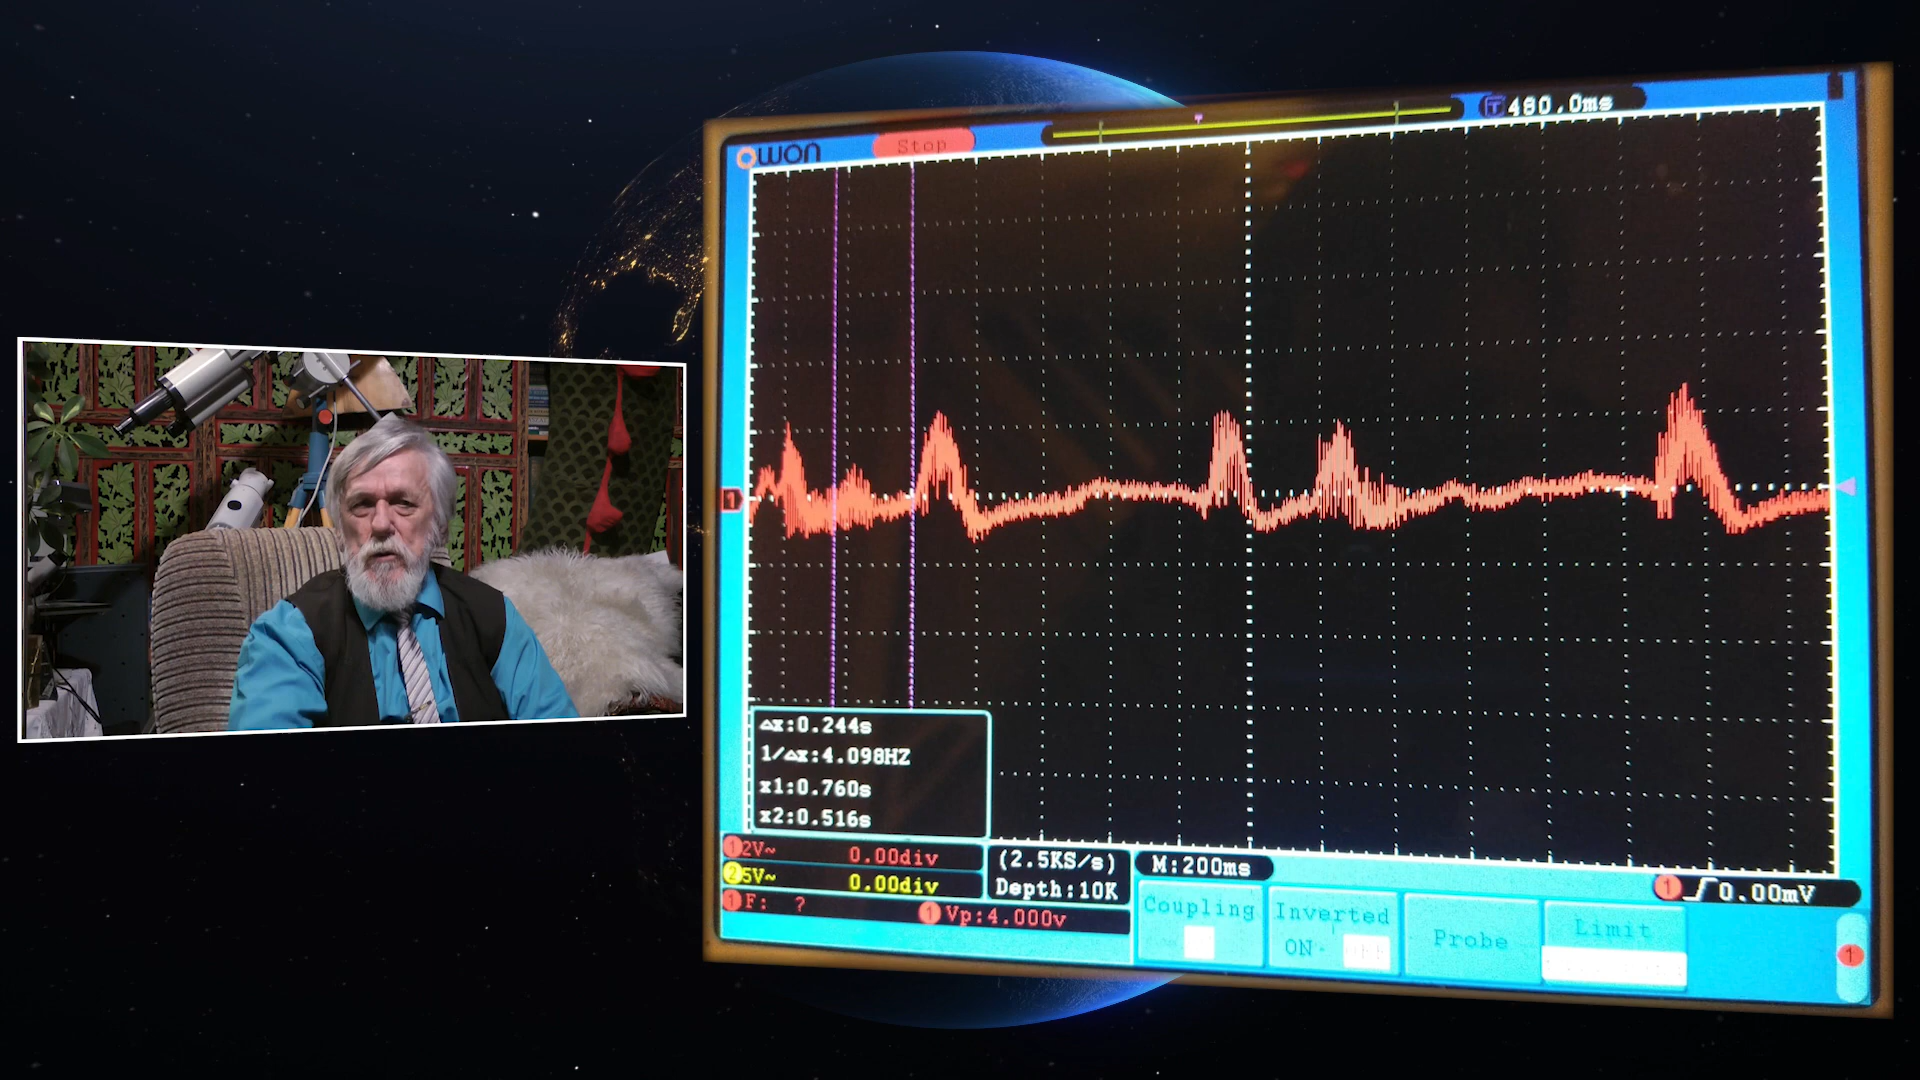 owon
Stop
T 480.0ms
1
Δx:0.244s
1/Δx:4.098HZ
x1:0.760s
x2:0.516s
1 2V~ 0.00div
2 5V~ 0.00div
1 F: ?
1 Vp:4.000v
(2.5KS/s)
Depth:10K
M:200ms
1 0.00mV
Coupling
Inverted
ON
Probe
Limit
1